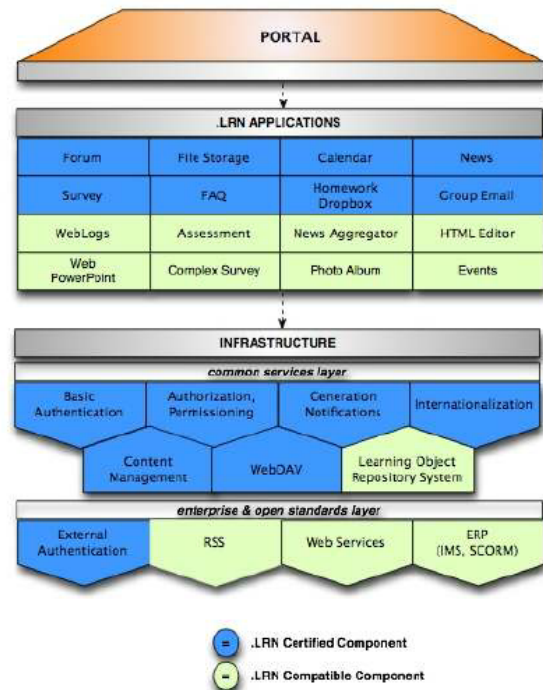 PORTAL
.LRN APPLICATIONS
Forum
File Storage
Calendar
News
Survey
FAQ
Homework
Dropbox
Group Email
WebLogs
Assessment
News Aggregator
HTML Editor
Web
PowerPoint
Complex Survey
Photo Album
Events
INFRASTRUCTURE
common services layer
Basic
Authentication
Authorization,
Permissioning
Generation
Notifications
Internationalization
Content
Management
WebDAV
Learning Object
Repository System
enterprise & open standards layer
External
Authentication
RSS
Web Services
ERP
(IMS, SCORM)
= .LRN Certified Component
= .LRN Compatible Component